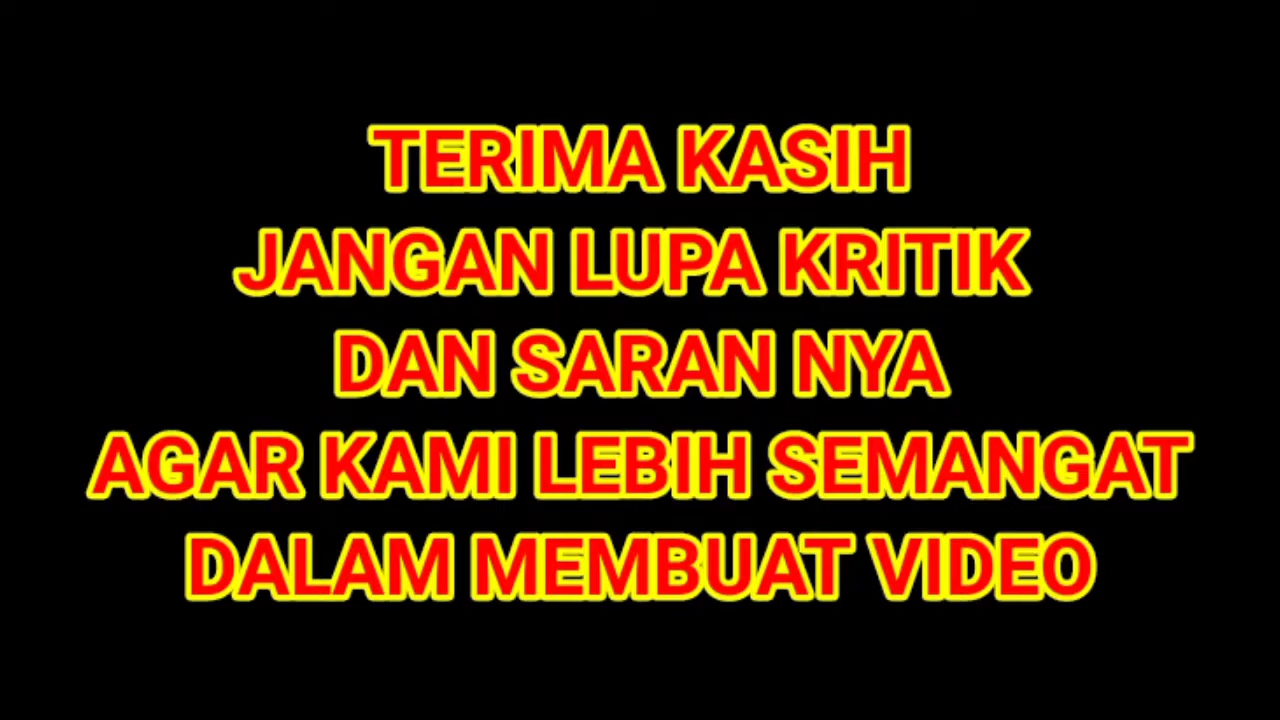 TERIMA KASIH
JANGAN LUPA KRITIK
DAN SARAN NYA
AGAR KAMI LEBIH SEMANGAT
DALAM MEMBUAT VIDEO